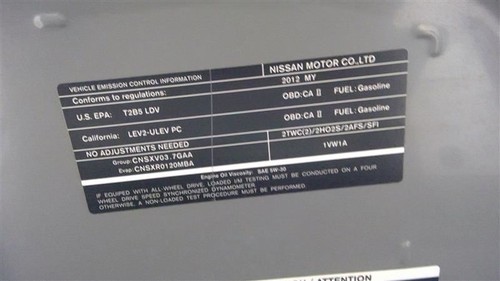 VEHICLE EMISSION CONTROL INFORMATION NISSAN MOTOR CO.,LTD
Conforms to regulations: 2012 MY
U.S. EPA: T2B5 LDV OBD:CA II FUEL: Gasoline
California: LEV2-ULEV PC OBD:CA II FUEL: Gasoline
NO ADJUSTMENTS NEEDED 2TWC(2)/2HO2S/2AFS/SFI
Group: CNSXV03.7GAA 1VW1A
Evap: CNSXR0120MBA
Engine Oil Viscosity: SAE 5W-30
IF EQUIPPED WITH ALL-WHEEL DRIVE, LOADED I/M TESTING MUST BE CONDUCTED ON A FOUR
WHEEL DRIVE SPEED SYNCHRONIZED DYNAMOMETER.
OTHERWISE, A NON-LOADED TEST PROCEDURE MUST BE PERFORMED.
/ATTENTION